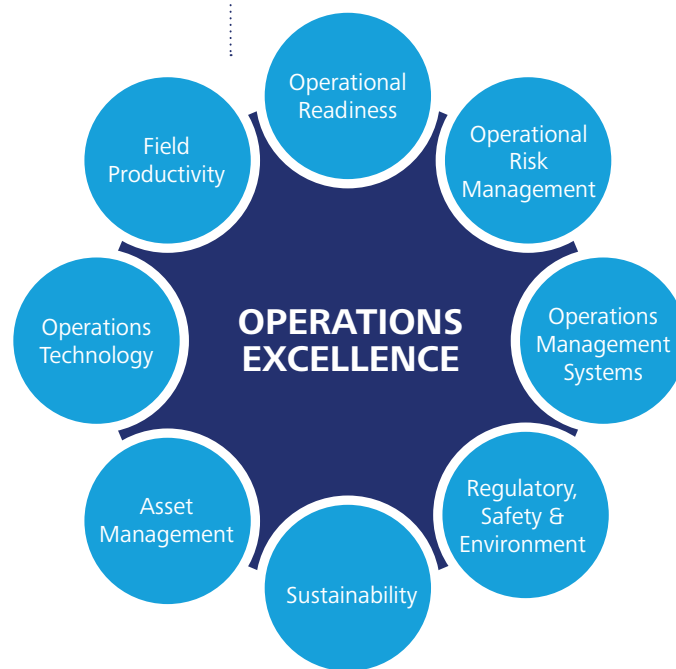 Operational
Readiness
Operational
Risk
Management
Operations
Management
Systems
Regulatory,
Safety &
Environment
Sustainability
Asset
Management
Operations
Technology
Field
Productivity
OPERATIONS
EXCELLENCE